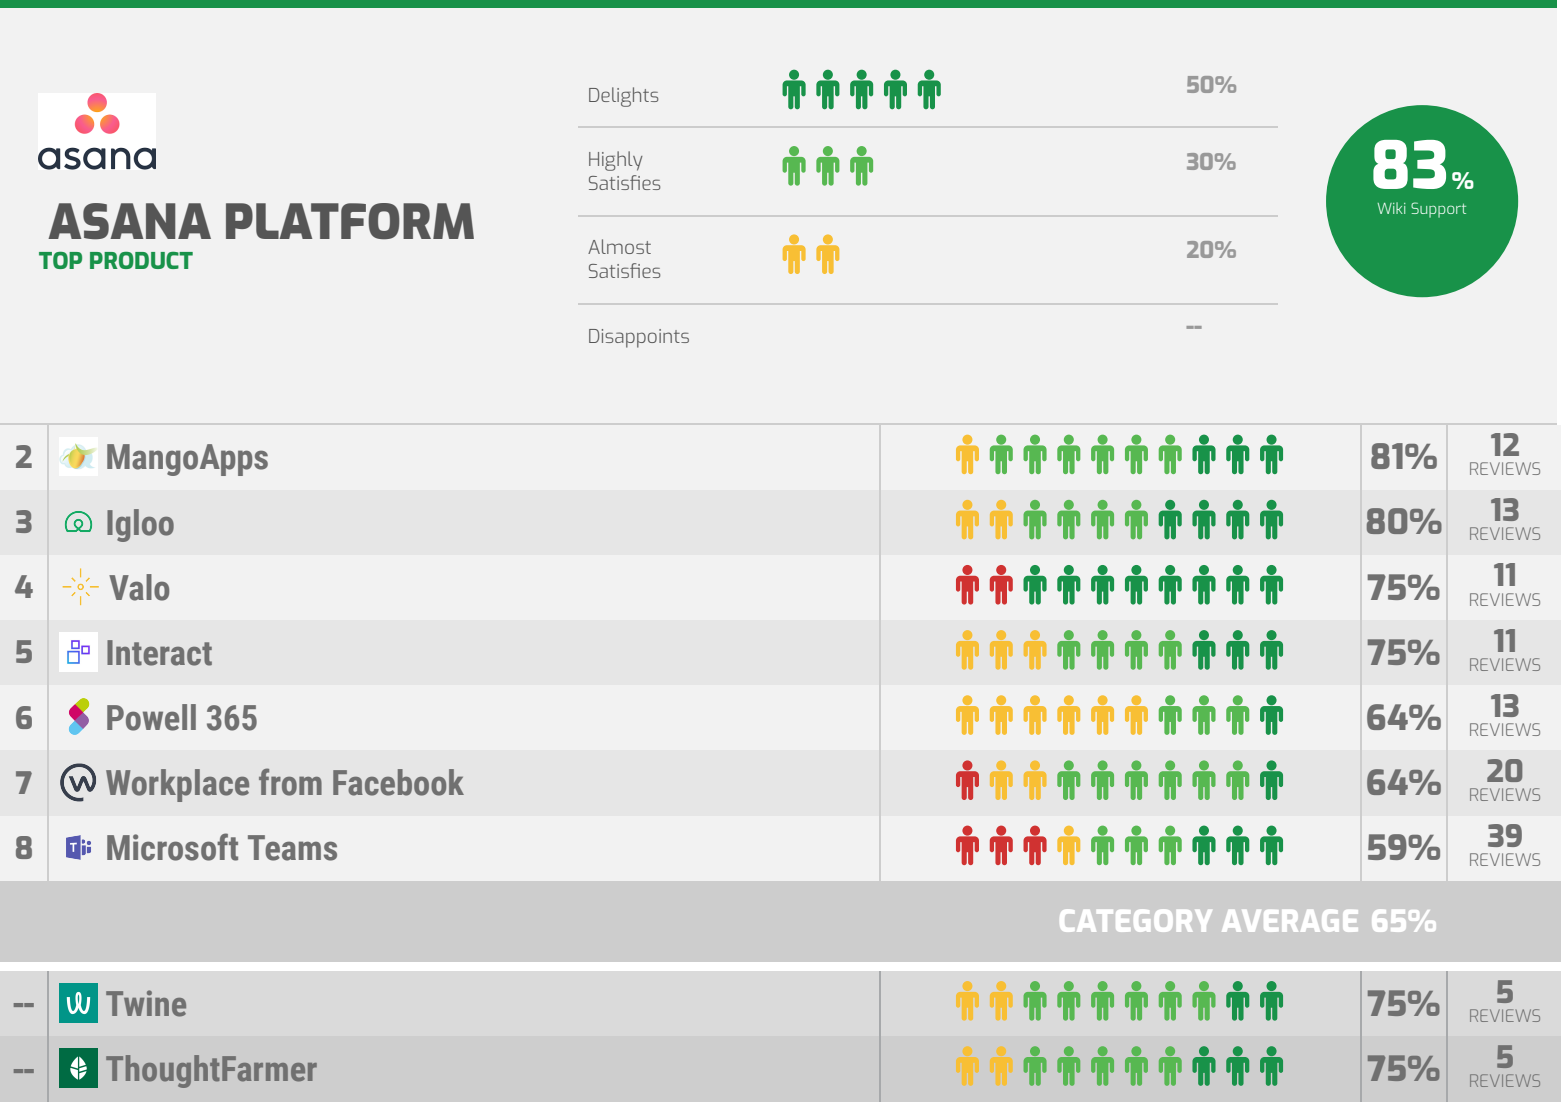 asana
ASANA PLATFORM
TOP PRODUCT
Delights 50%
Highly
Satisfies 30%
Almost
Satisfies 20%
Disappoints --
83%
Wiki Support
2 MangoApps 81% 12 REVIEWS
3 Igloo 80% 13 REVIEWS
4 Valo 75% 11 REVIEWS
5 Interact 75% 11 REVIEWS
6 Powell 365 64% 13 REVIEWS
7 Workplace from Facebook 64% 20 REVIEWS
8 Microsoft Teams 59% 39 REVIEWS
CATEGORY AVERAGE 65%
-- Twine 75% 5 REVIEWS
-- ThoughtFarmer 75% 5 REVIEWS